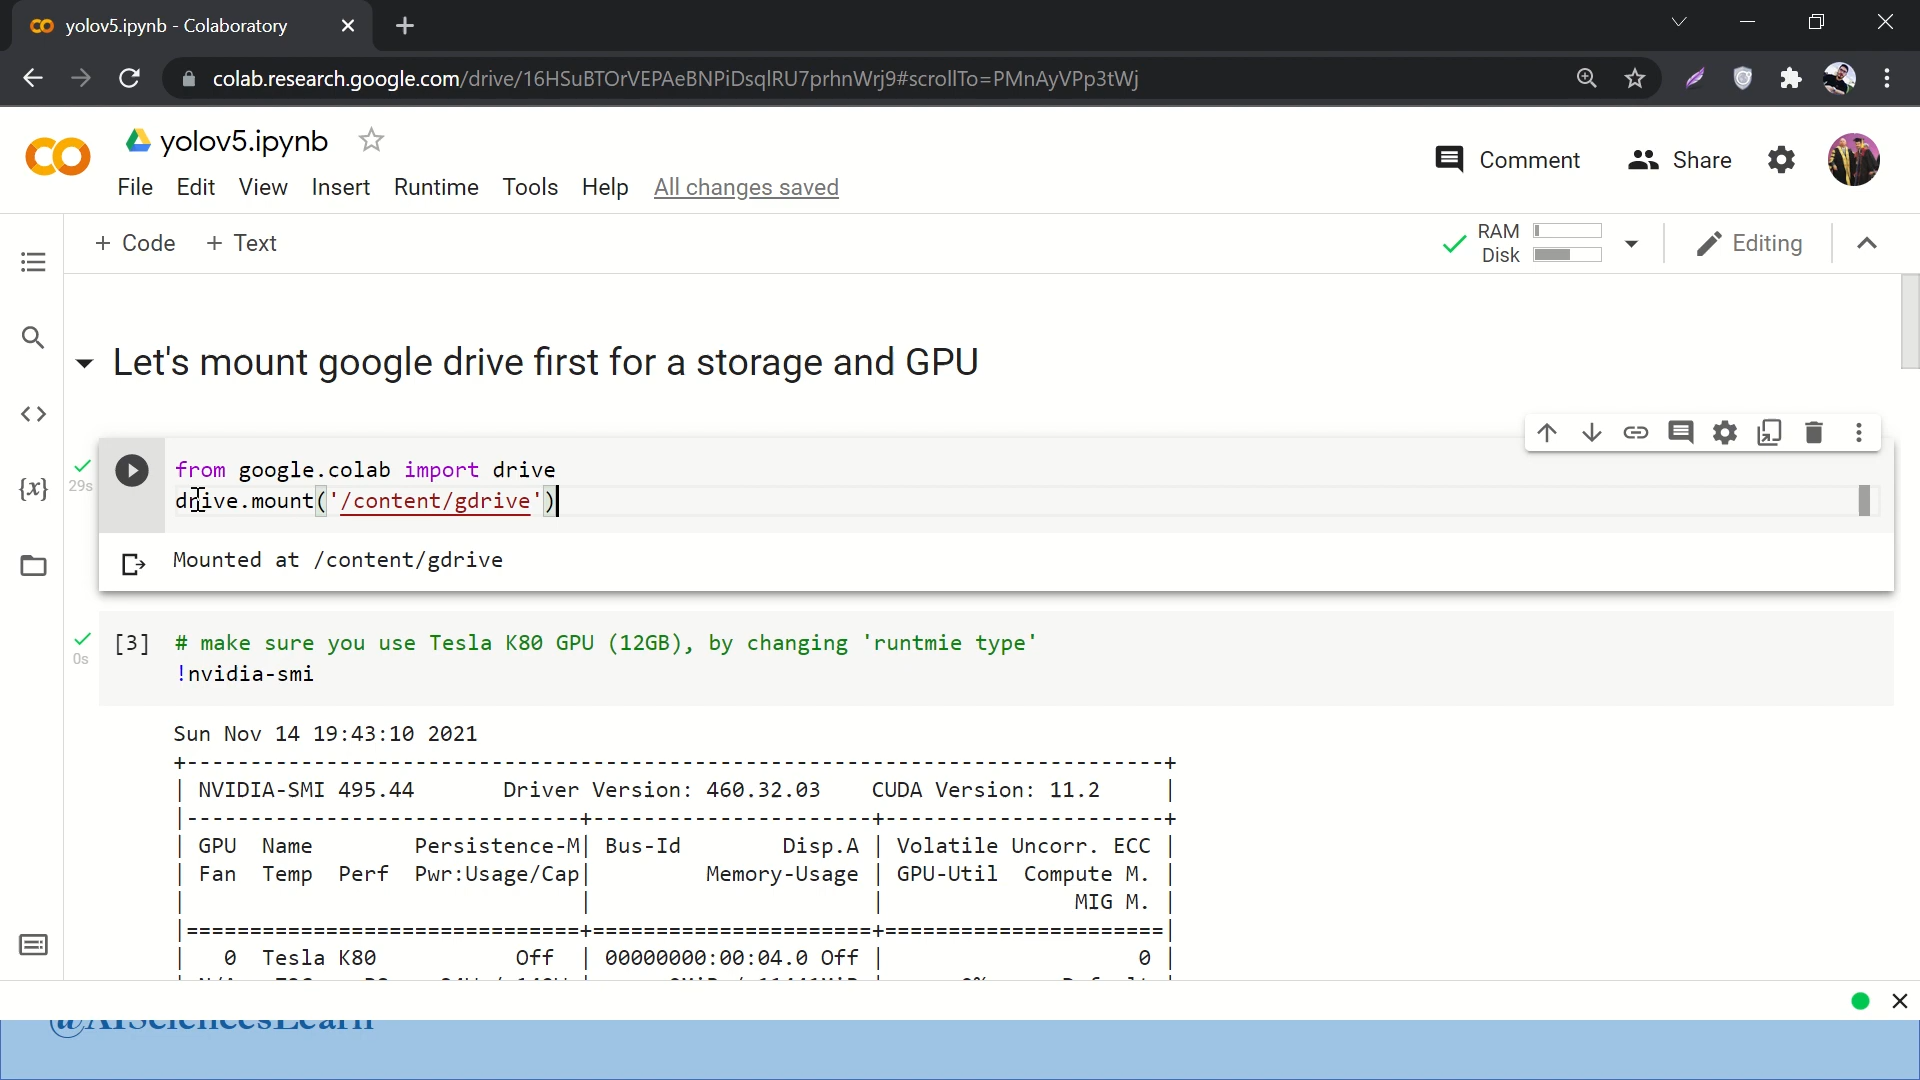 yolov5.ipynb - Colaboratory
colab.research.google.com/drive/16HSuBTOrVEPAeBNPiDsqlRU7prhnWrj9#scrollTo=PMnAyVPp3tWj
yolov5.ipynb
Comment
Share
File Edit View Insert Runtime Tools Help All changes saved
+ Code + Text
RAM
Disk
Editing
Let's mount google drive first for a storage and GPU
29s
from google.colab import drive
drive.mount('/content/gdrive')
Mounted at /content/gdrive
0s
[3] # make sure you use Tesla K80 GPU (12GB), by changing 'runtmie type'
!nvidia-smi
Sun Nov 14 19:43:10 2021
+-----------------------------------------------------------------------------+
| NVIDIA-SMI 495.44       Driver Version: 460.32.03    CUDA Version: 11.2     |
|-------------------------------+----------------------+----------------------+
| GPU  Name        Persistence-M| Bus-Id        Disp.A | Volatile Uncorr. ECC |
| Fan  Temp  Perf  Pwr:Usage/Cap|         Memory-Usage | GPU-Util  Compute M. |
|                               |                      |               MIG M. |
|===============================+======================+======================|
|   0  Tesla K80           Off  | 00000000:00:04.0 Off |                    0 |
@AISciencesLearn